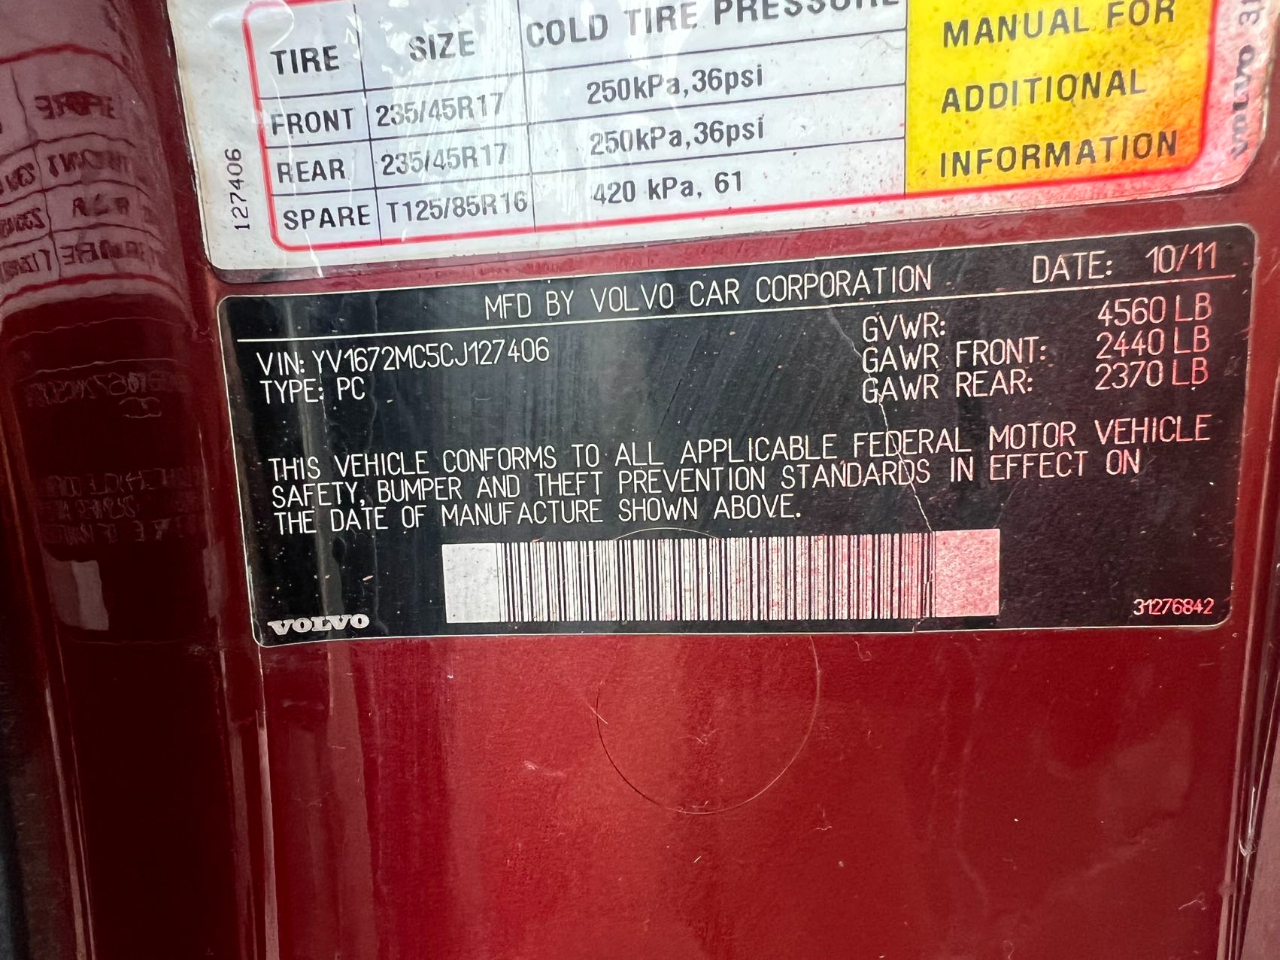 TIRE SIZE COLD TIRE PRESSURE
FRONT 235/45R17 250kPa,36psi
REAR 235/45R17 250kPa,36psi
SPARE T125/85R16 420 kPa, 61
MANUAL FOR
ADDITIONAL
INFORMATION
127406
VOLVO
MFD BY VOLVO CAR CORPORATION DATE: 10/11
VIN: YV1672MC5CJ127406
TYPE: PC
GVWR: 4560 LB
GAWR FRONT: 2440 LB
GAWR REAR: 2370 LB
THIS VEHICLE CONFORMS TO ALL APPLICABLE FEDERAL MOTOR VEHICLE
SAFETY, BUMPER AND THEFT PREVENTION STANDARDS IN EFFECT ON
THE DATE OF MANUFACTURE SHOWN ABOVE.
VOLVO
31276842